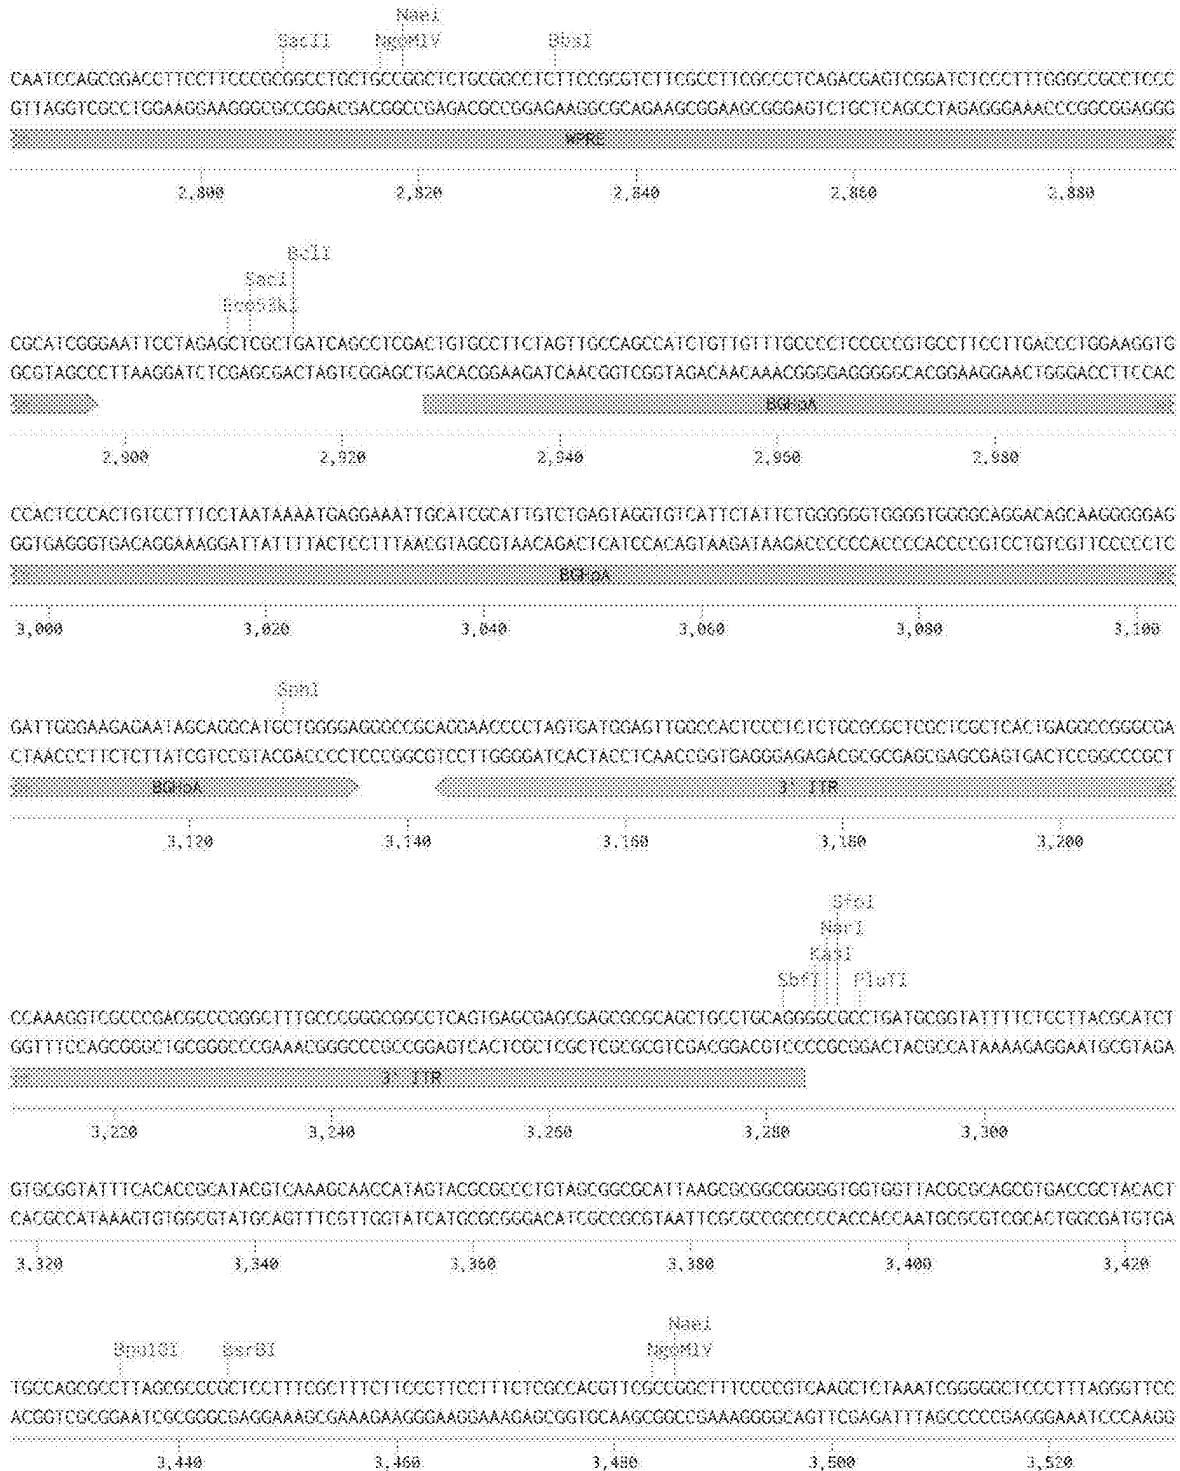 NaeI
SacII NgoMIV BbsI
CAATCCAGCGGACCTTCCTTCCCGCGGCCTGCTGCCGGCTCTGCGGCCTCTTCCGCGTCTTCGCCTTCGCCCTCAGACGAGTCGGATCTCCCTTTGGGCCGCCTCCC
GTTAGGTCGCCTGGAAGGAAGGGCGCCGGACGACGGCCGAGACGCCGGAGAAGGCGCAGAAGCGGAAGCGGGAGTCTGCTCAGCCTAGAGGGAAACCCGGCGGAGGG
WPRE
2,800 2,820 2,840 2,860 2,880
BclI
SacI
Eco53kI
CGCATCGGGAATTCCTAGAGCTCGCTGATCAGCCTCGACTGTGCCTTCTAGTTGCCAGCCATCTGTTGTTTGCCCCTCCCCCGTGCCTTCCTTGACCCTGGAAGGTG
GCGTAGCCCTTAAGGATCTCGAGCGACTAGTCGGAGCTGACACGGAAGATCAACGGTCGGTAGACAACAAACGGGGAGGGGGCACGGAAGGAACTGGGACCTTCCAC
BGHpA
2,900 2,920 2,940 2,960 2,980
CCACTCCCACTGTCCTTTCCTAATAAAATGAGGAAATTGCATCGCATTGTCTGAGTAGGTGTCATTCTATTCTGGGGGGTGGGGTGGGGCAGGACAGCAAGGGGGAG
GGTGAGGGTGACAGGAAAGGATTATTTTACTCCTTTAACGTAGCGTAACAGACTCATCCACAGTAAGATAAGACCCCCCACCCCACCCCGTCCTGTCGTTCCCCCTC
BGHpA
3,000 3,020 3,040 3,060 3,080 3,100
SphI
GATTGGGAAGAGAATAGCAGGCATGCTGGGGAGGGCCGCAGGAACCCCTAGTGATGGAGTTGGCCACTCCCTCTCTGCGCGCTCGCTCGCTCACTGAGGCCGGGCGA
CTAACCCTTCTCTTATCGTCCGTACGACCCCTCCCGGCGTCCTTGGGGATCACTACCTCAACCGGTGAGGGAGAGACGCGCGAGCGAGCGAGTGACTCCGGCCCGCT
BGHpA 3' ITR
3,120 3,140 3,160 3,180 3,200
SfoI
NarI
KasI
SbfI PluTI
CCAAAGGTCGCCCGACGCCCGGGCTTTGCCCGGGCGGCCTCAGTGAGCGAGCGAGCGCGCAGCTGCCTGCAGGGGCGCCTGATGCGGTATTTTCTCCTTACGCATCT
GGTTTCCAGCGGGCTGCGGGCCCGAAACGGGCCCGCCGGAGTCACTCGCTCGCTCGCGCGTCGACGGACGTCCCCGCGGACTACGCCATAAAAGAGGAATGCGTAGA
3' ITR
3,220 3,240 3,260 3,280 3,300
GTGCGGTATTTCACACCGCATACGTCAAAGCAACCATAGTACGCGCCCTGTAGCGGCGCATTAAGCGCGGCGGGGGTGGTGGTTACGCGCAGCGTGACCGCTACACT
CACGCCATAAAGTGTGGCGTATGCAGTTTCGTTGGTATCATGCGCGGGACATCGCCGCGTAATTCGCGCCGCCCCCACCACCAATGCGCGTCGCACTGGCGATGTGA
3,320 3,340 3,360 3,380 3,400 3,420
NaeI
Bpu10I BsrBI NgoMIV
TGCCAGCGCCTTAGCGCCCGCTCCTTTCGCTTTCTTCCCTTCCTTTCTCGCCACGTTCGCCGGCTTTCCCCGTCAAGCTCTAAATCGGGGGCTCCCTTTAGGGTTCC
ACGGTCGCGGAATCGCGGGCGAGGAAAGCGAAAGAAGGGAAGGAAAGAGCGGTGCAAGCGGCCGAAAGGGGCAGTTCGAGATTTAGCCCCCGAGGGAAATCCCAAGG
3,440 3,460 3,480 3,500 3,520